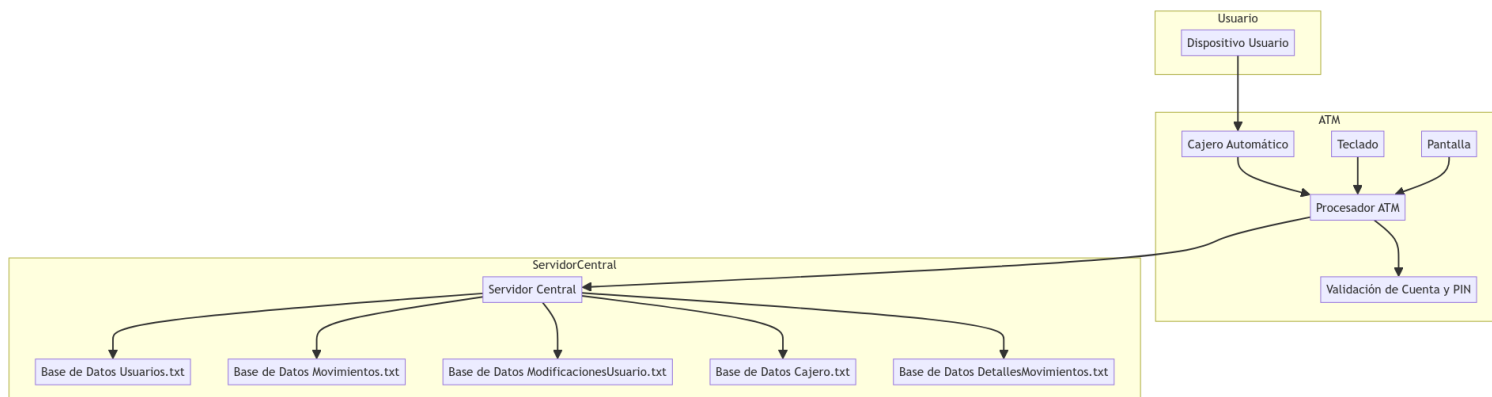 Usuario
Dispositivo Usuario
ATM
Cajero Automático
Teclado
Pantalla
Procesador ATM
ServidorCentral
Servidor Central
Validación de Cuenta y PIN
Base de Datos Usuarios.txt
Base de Datos Movimientos.txt
Base de Datos ModificacionesUsuario.txt
Base de Datos Cajero.txt
Base de Datos DetallesMovimientos.txt